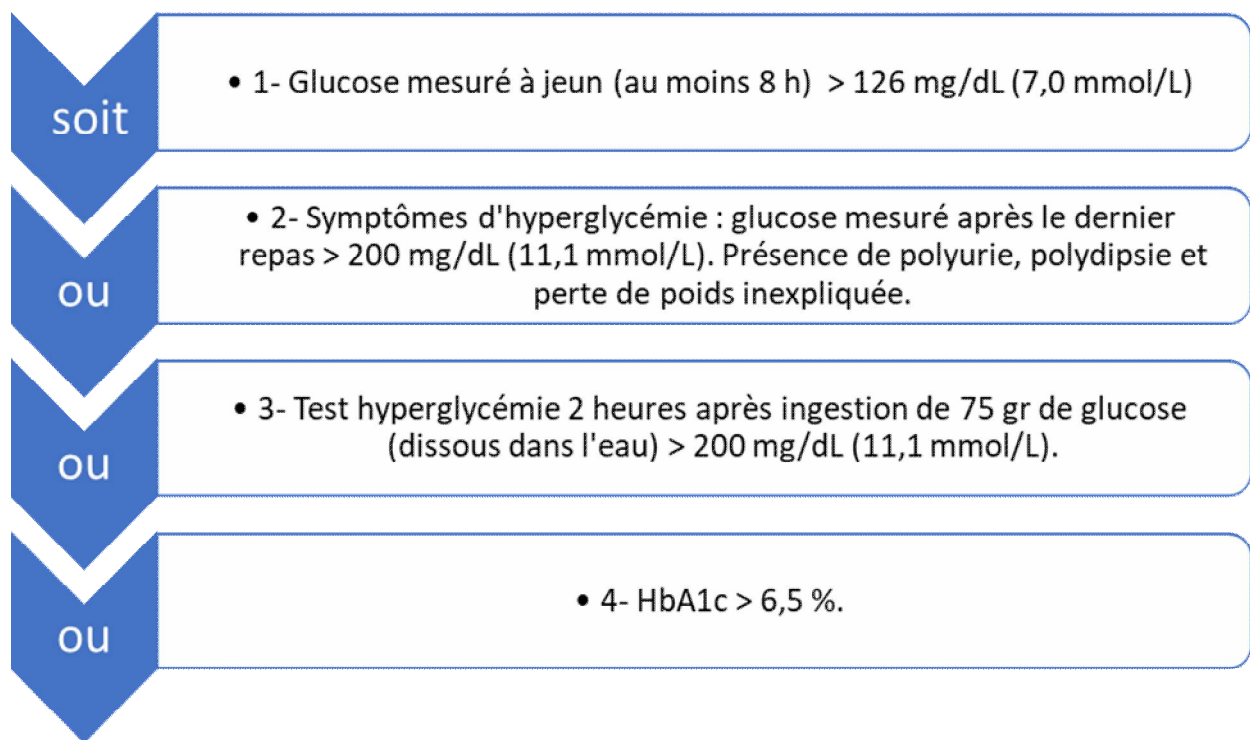 soit
• 1- Glucose mesuré à jeun (au moins 8 h)  > 126 mg/dL (7,0 mmol/L)
ou
• 2- Symptômes d'hyperglycémie : glucose mesuré après le dernier
repas > 200 mg/dL (11,1 mmol/L). Présence de polyurie, polydipsie et
perte de poids inexpliquée.
ou
• 3- Test hyperglycémie 2 heures après ingestion de 75 gr de glucose
(dissous dans l'eau) > 200 mg/dL (11,1 mmol/L).
ou
• 4- HbA1c > 6,5 %.